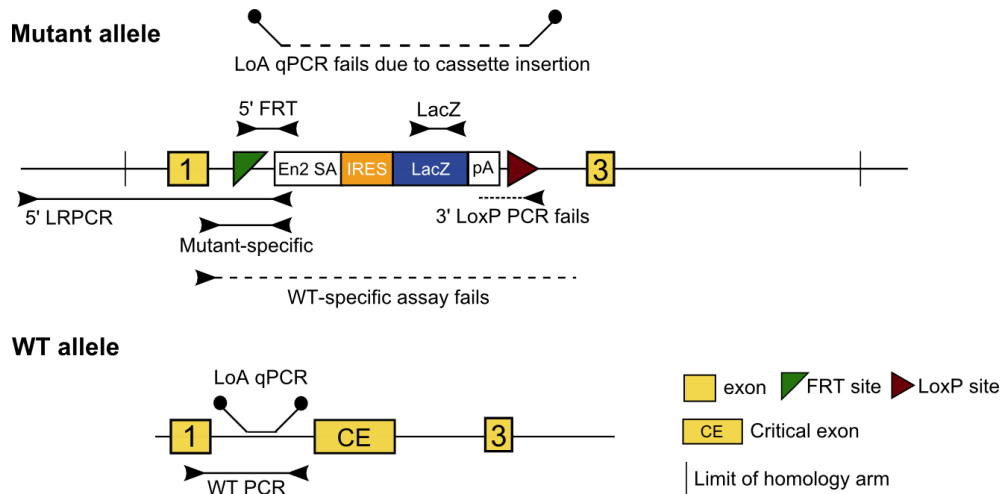 Mutant allele
LoA qPCR fails due to cassette insertion
5' FRT
LacZ
1
En2 SA
IRES
LacZ
pA
3
5' LRPCR
3' LoxP PCR fails
Mutant-specific
WT-specific assay fails
WT allele
LoA qPCR
1
CE
3
WT PCR
exon
FRT site
LoxP site
CE
Critical exon
Limit of homology arm